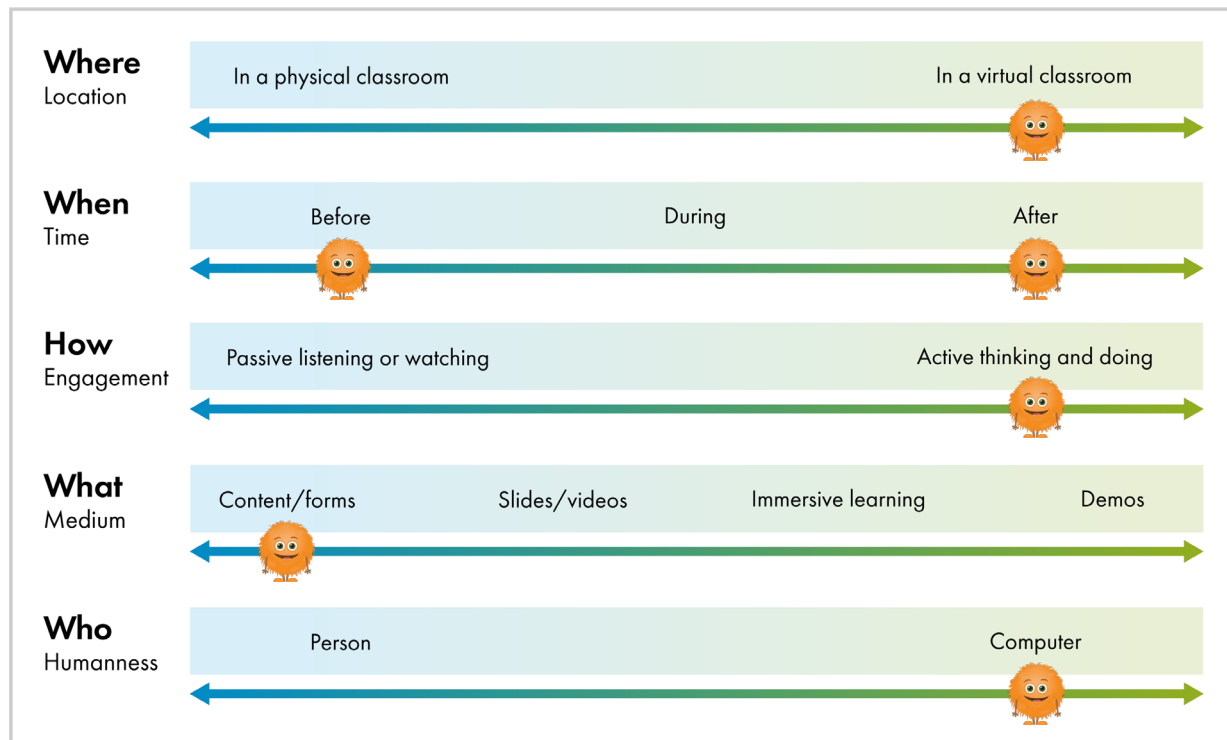 Where
Location
In a physical classroom
In a virtual classroom
When
Time
Before
During
After
How
Engagement
Passive listening or watching
Active thinking and doing
What
Medium
Content/forms
Slides/videos
Immersive learning
Demos
Who
Humanness
Person
Computer